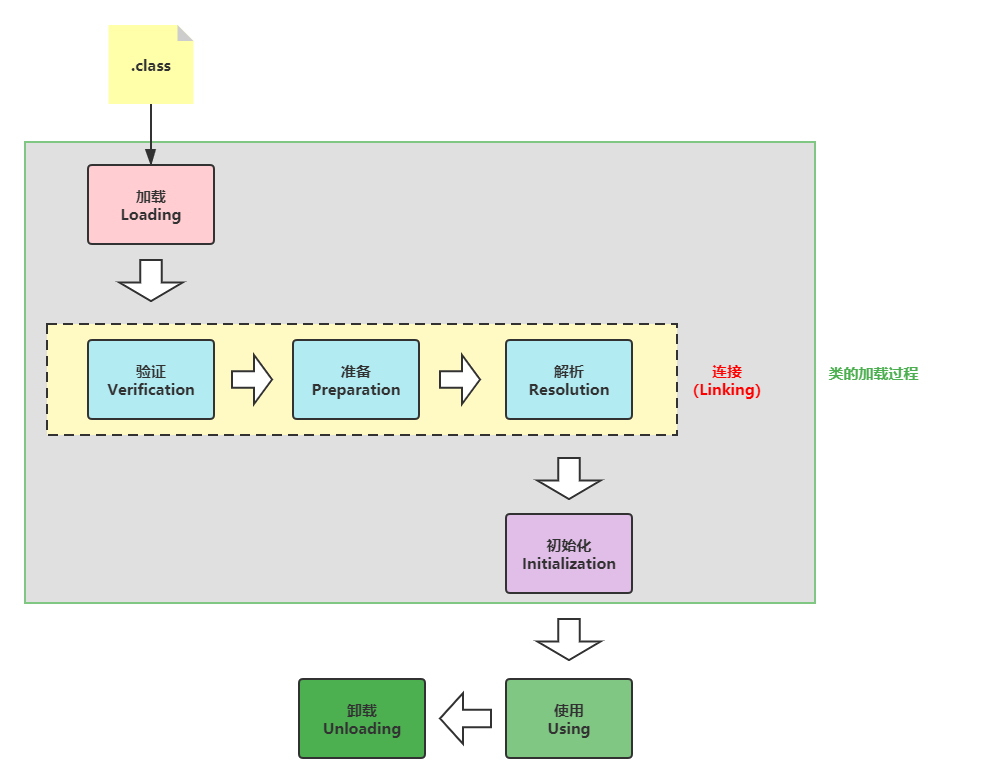 .class
加载
Loading
验证
Verification
准备
Preparation
解析
Resolution
连接
（Linking）
类的加载过程
初始化
Initialization
卸载
Unloading
使用
Using